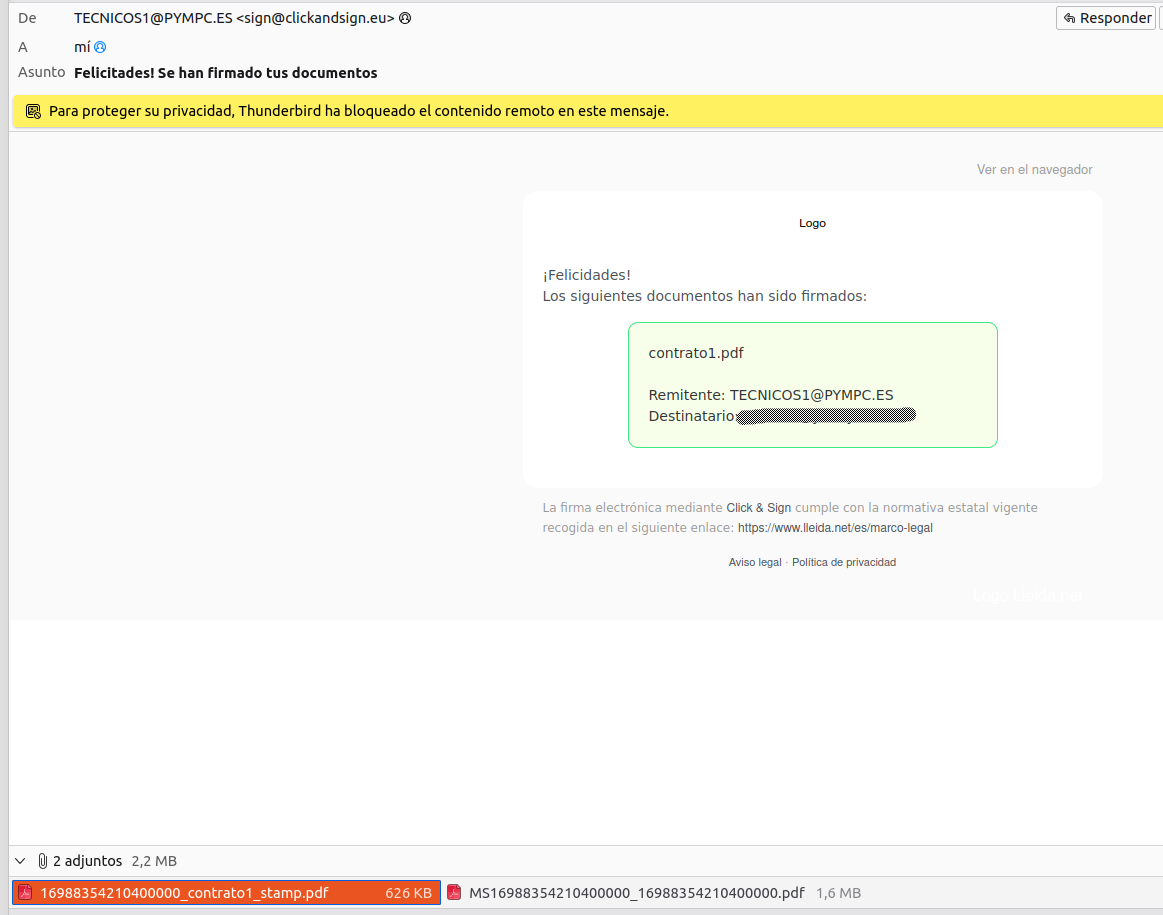 De TECNICOS1@PYMPC.ES <sign@clickandsign.eu>
Responder
A mí
Asunto Felicitades! Se han firmado tus documentos
Para proteger su privacidad, Thunderbird ha bloqueado el contenido remoto en este mensaje.
Ver en el navegador
Logo
¡Felicidades!
Los siguientes documentos han sido firmados:
contrato1.pdf
Remitente: TECNICOS1@PYMPC.ES
Destinatario:
La firma electrónica mediante Click & Sign cumple con la normativa estatal vigente
recogida en el siguiente enlace: https://www.lleida.net/es/marco-legal
Aviso legal · Política de privacidad
Logo Lleida.net
2 adjuntos 2,2 MB
16988354210400000_contrato1_stamp.pdf 626 KB MS16988354210400000_16988354210400000.pdf 1,6 MB